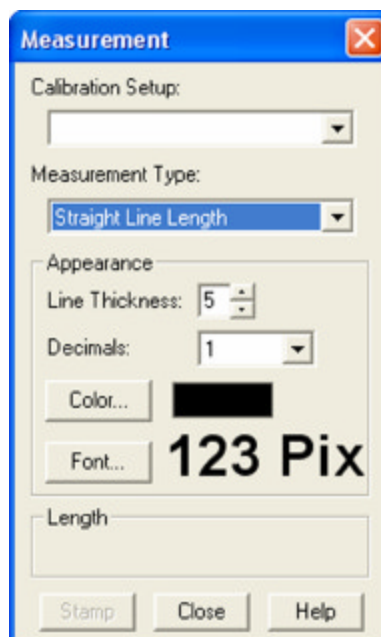 Measurement
Calibration Setup:
Measurement Type:
Straight Line Length
Appearance
Line Thickness: 5
Decimals: 1
Color...
Font... 123 Pix
Length
Stamp Close Help